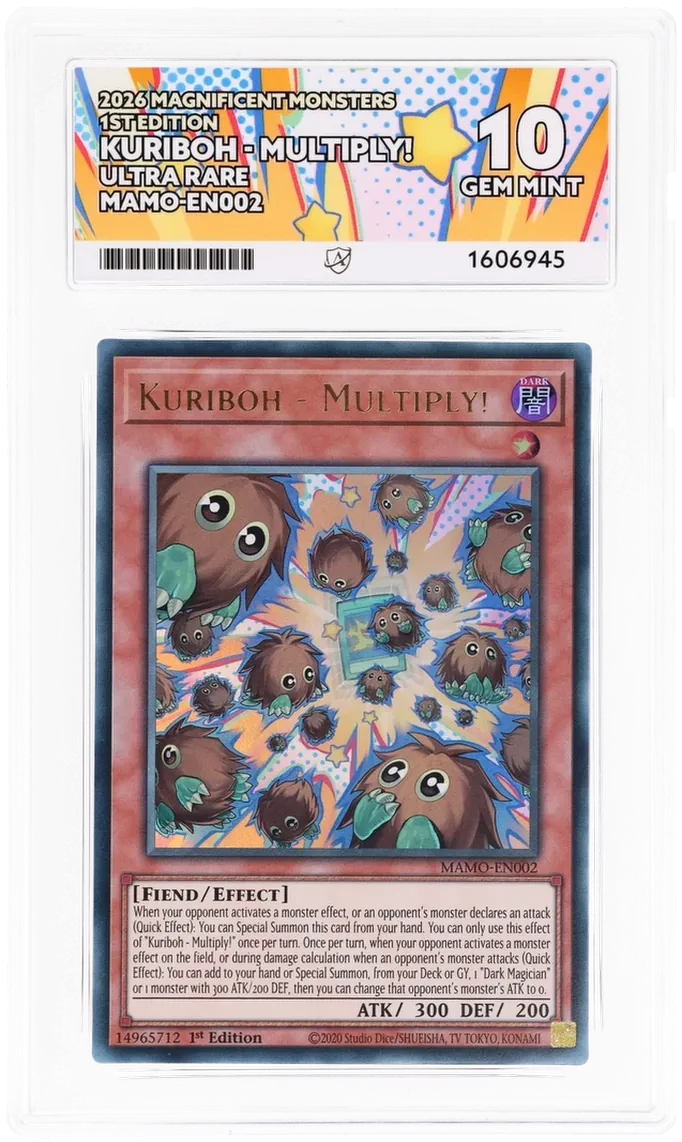 2026 MAGNIFICENT MONSTERS
1ST EDITION
KURIBOH - MULTIPLY!
ULTRA RARE
MAMO-EN002
10
GEM MINT
A
1606945
KURIBOH - MULTIPLY!
DARK
闇
MAMO-EN002
[FIEND/EFFECT]
When your opponent activates a monster effect, or an opponent's monster declares an attack
(Quick Effect): You can Special Summon this card from your hand. You can only use this effect
of "Kuriboh - Multiply!" once per turn. Once per turn, when your opponent activates a monster
effect on the field, or during damage calculation when an opponent's monster attacks (Quick
Effect): You can add to your hand or Special Summon, from your Deck or GY, 1 "Dark Magician"
or 1 monster with 300 ATK/200 DEF, then you can change that opponent's monster's ATK to 0.
ATK/ 300 DEF/ 200
14965712 1st Edition ©2020 Studio Dice/SHUEISHA, TV TOKYO, KONAMI